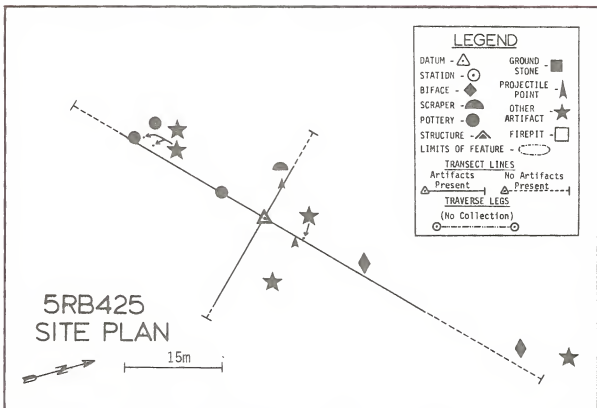 LEGEND
DATUM -
STATION -
BIFACE -
SCRAPER -
POTTERY -
STRUCTURE -
LIMITS OF FEATURE -
GROUND
STONE -
PROJECTILE
POINT -
OTHER
ARTIFACT -
FIREPIT -
TRANSECT LINES
Artifacts
Present
No Artifacts
Present
TRAVERSE LEGS
(No Collection)
5RB425
SITE PLAN
N
15m